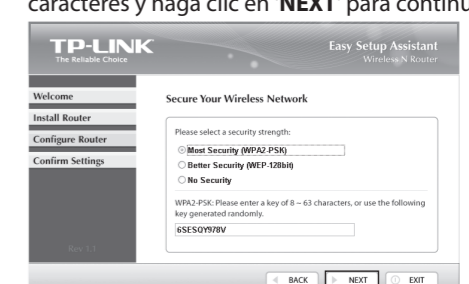 caracteres y haga clic en "NEXT" para continu
TP-LINK
The Reliable Choice
Easy Setup Assistant
Wireless N Router
Welcome
Install Router
Configure Router
Confirm Settings
Rev 1.1
Secure Your Wireless Network
Please select a security strength:
Most Security (WPA2-PSK)
Better Security (WEP-128bit)
No Security
WPA2-PSK: Please enter a key of 8 ~ 63 characters, or use the following
key generated randomly.
6SESQY978V
BACK
NEXT
EXIT